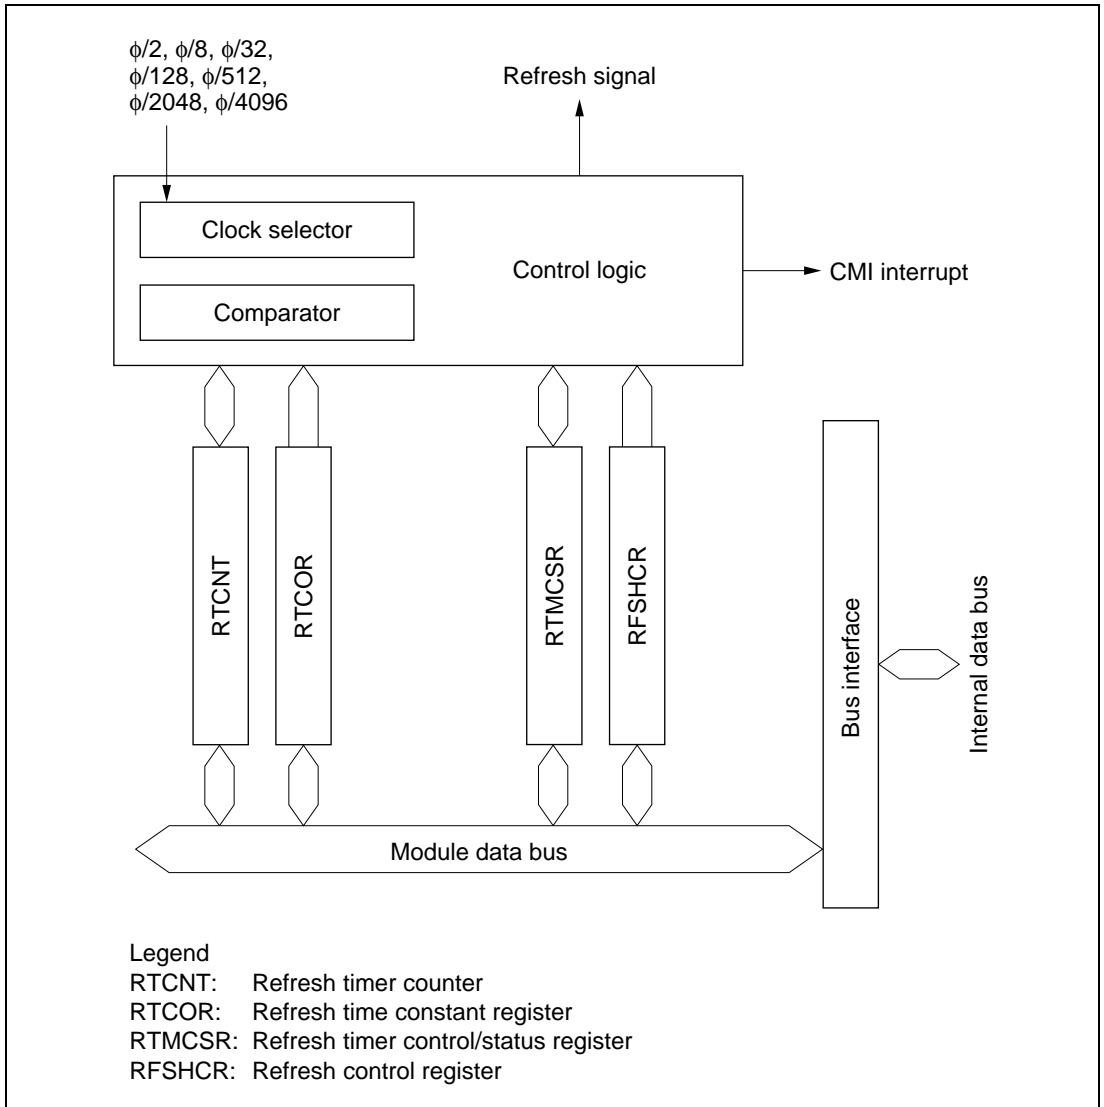 ϕ/2, ϕ/8, ϕ/32,
ϕ/128, ϕ/512,
ϕ/2048, ϕ/4096
Refresh signal
Clock selector
Control logic
CMI interrupt
Comparator
RTCNT
RTCOR
RTMCSR
RFSHCR
Bus interface
Internal data bus
Module data bus
Legend
RTCNT: Refresh timer counter
RTCOR: Refresh time constant register
RTMCSR: Refresh timer control/status register
RFSHCR: Refresh control register